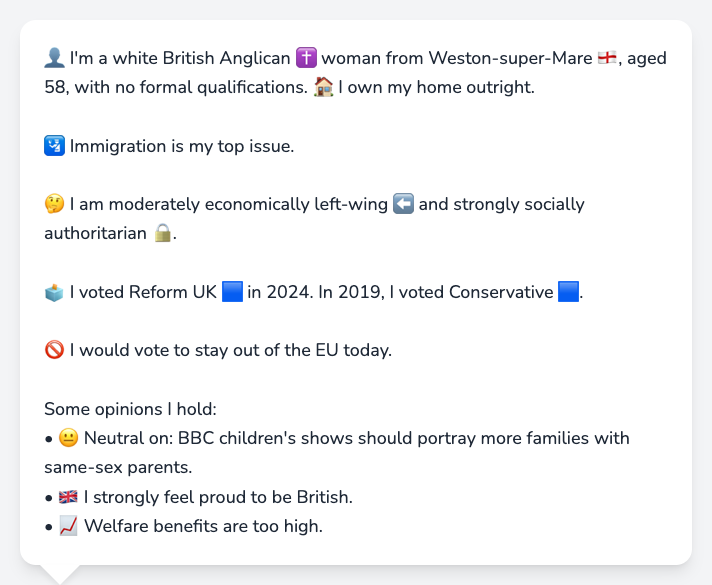 👤 I'm a white British Anglican ✝️ woman from Weston-super-Mare 🏴󠁧󠁢󠁥󠁮󠁧󠁿, aged
58, with no formal qualifications. 🏠 I own my home outright.
🛂 Immigration is my top issue.
🤔 I am moderately economically left-wing ⬅️ and strongly socially
authoritarian 🔒.
🗳️ I voted Reform UK 🟦 in 2024. In 2019, I voted Conservative 🟦.
🚫 I would vote to stay out of the EU today.
Some opinions I hold:
• 😐 Neutral on: BBC children's shows should portray more families with
same-sex parents.
• 🇬🇧 I strongly feel proud to be British.
• 📈 Welfare benefits are too high.